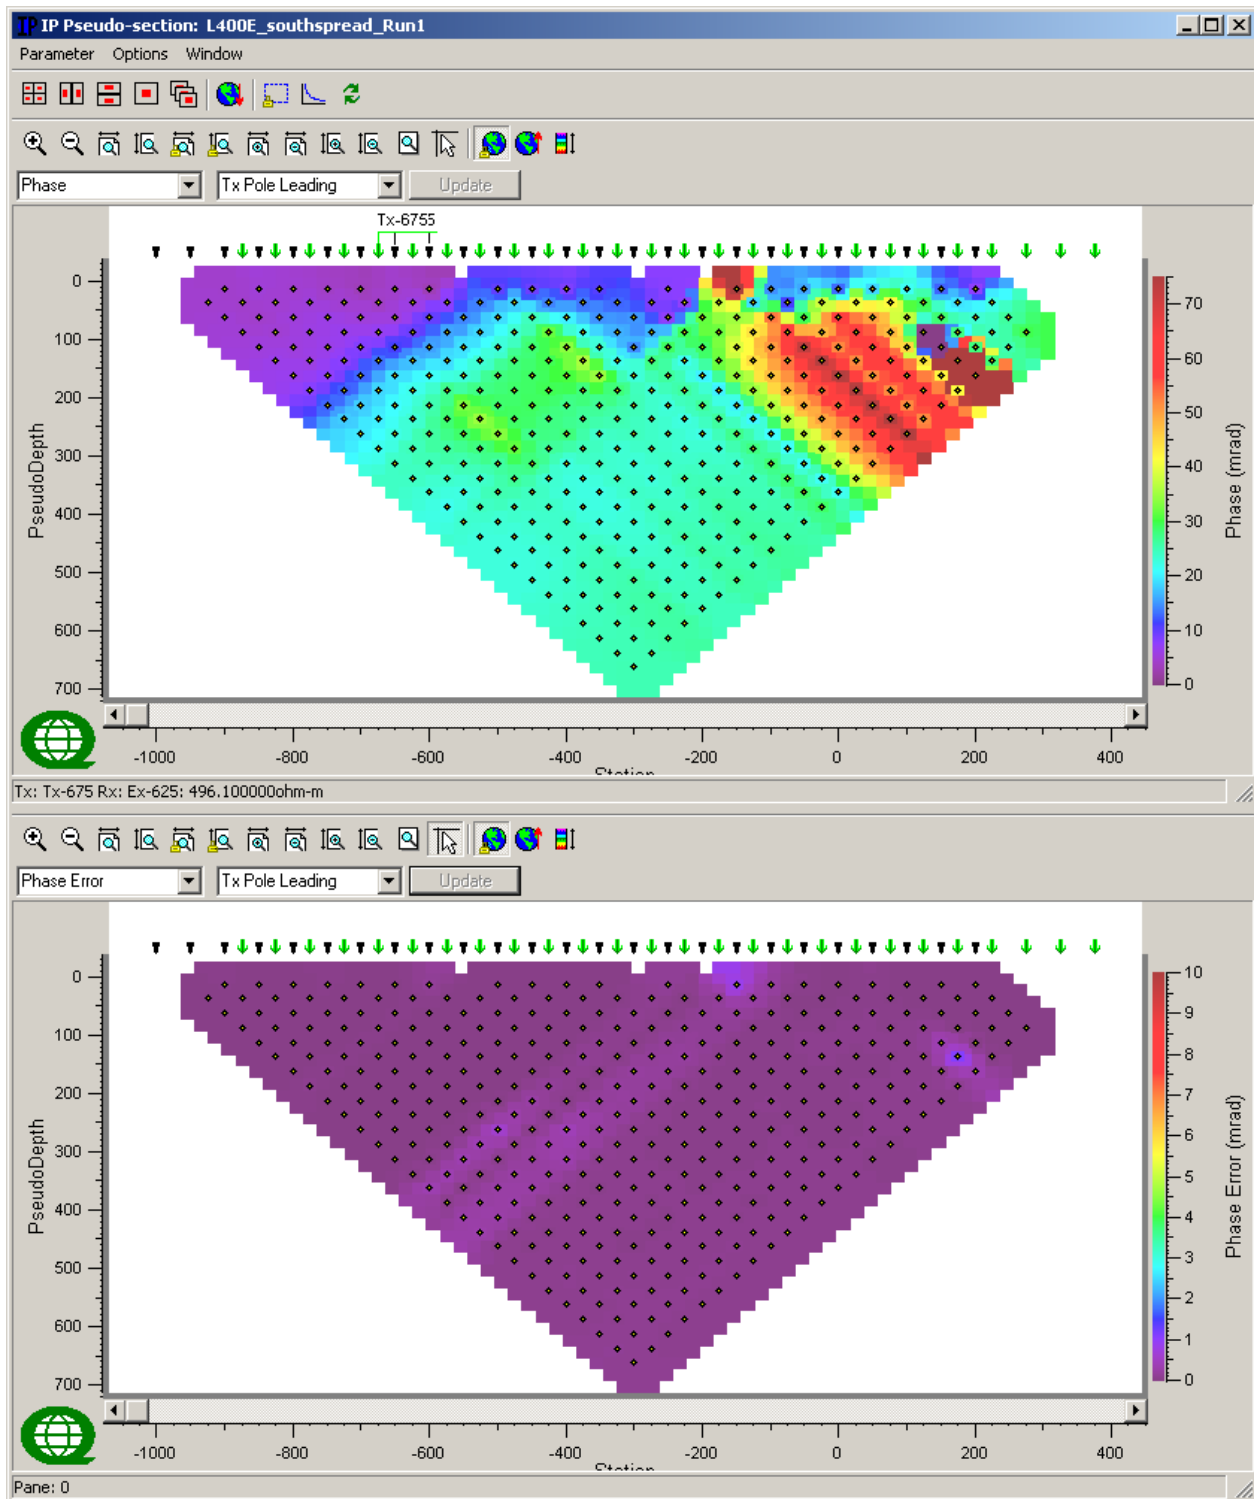 IP IP Pseudo-section: L400E_southspread_Run1
Parameter Options Window
Phase Tx Pole Leading Update
Tx-6755
0
100
200
300
400
500
600
700
PseudoDepth
70
60
50
40
30
20
10
0
Phase (mrad)
-1000 -800 -600 -400 -200 0 200 400
Station
Tx: Tx-675 Rx: Ex-625: 496.100000ohm-m
Phase Error Tx Pole Leading Update
0
100
200
300
400
500
600
700
PseudoDepth
10
9
8
7
6
5
4
3
2
1
0
Phase Error (mrad)
-1000 -800 -600 -400 -200 0 200 400
Station
Pane: 0